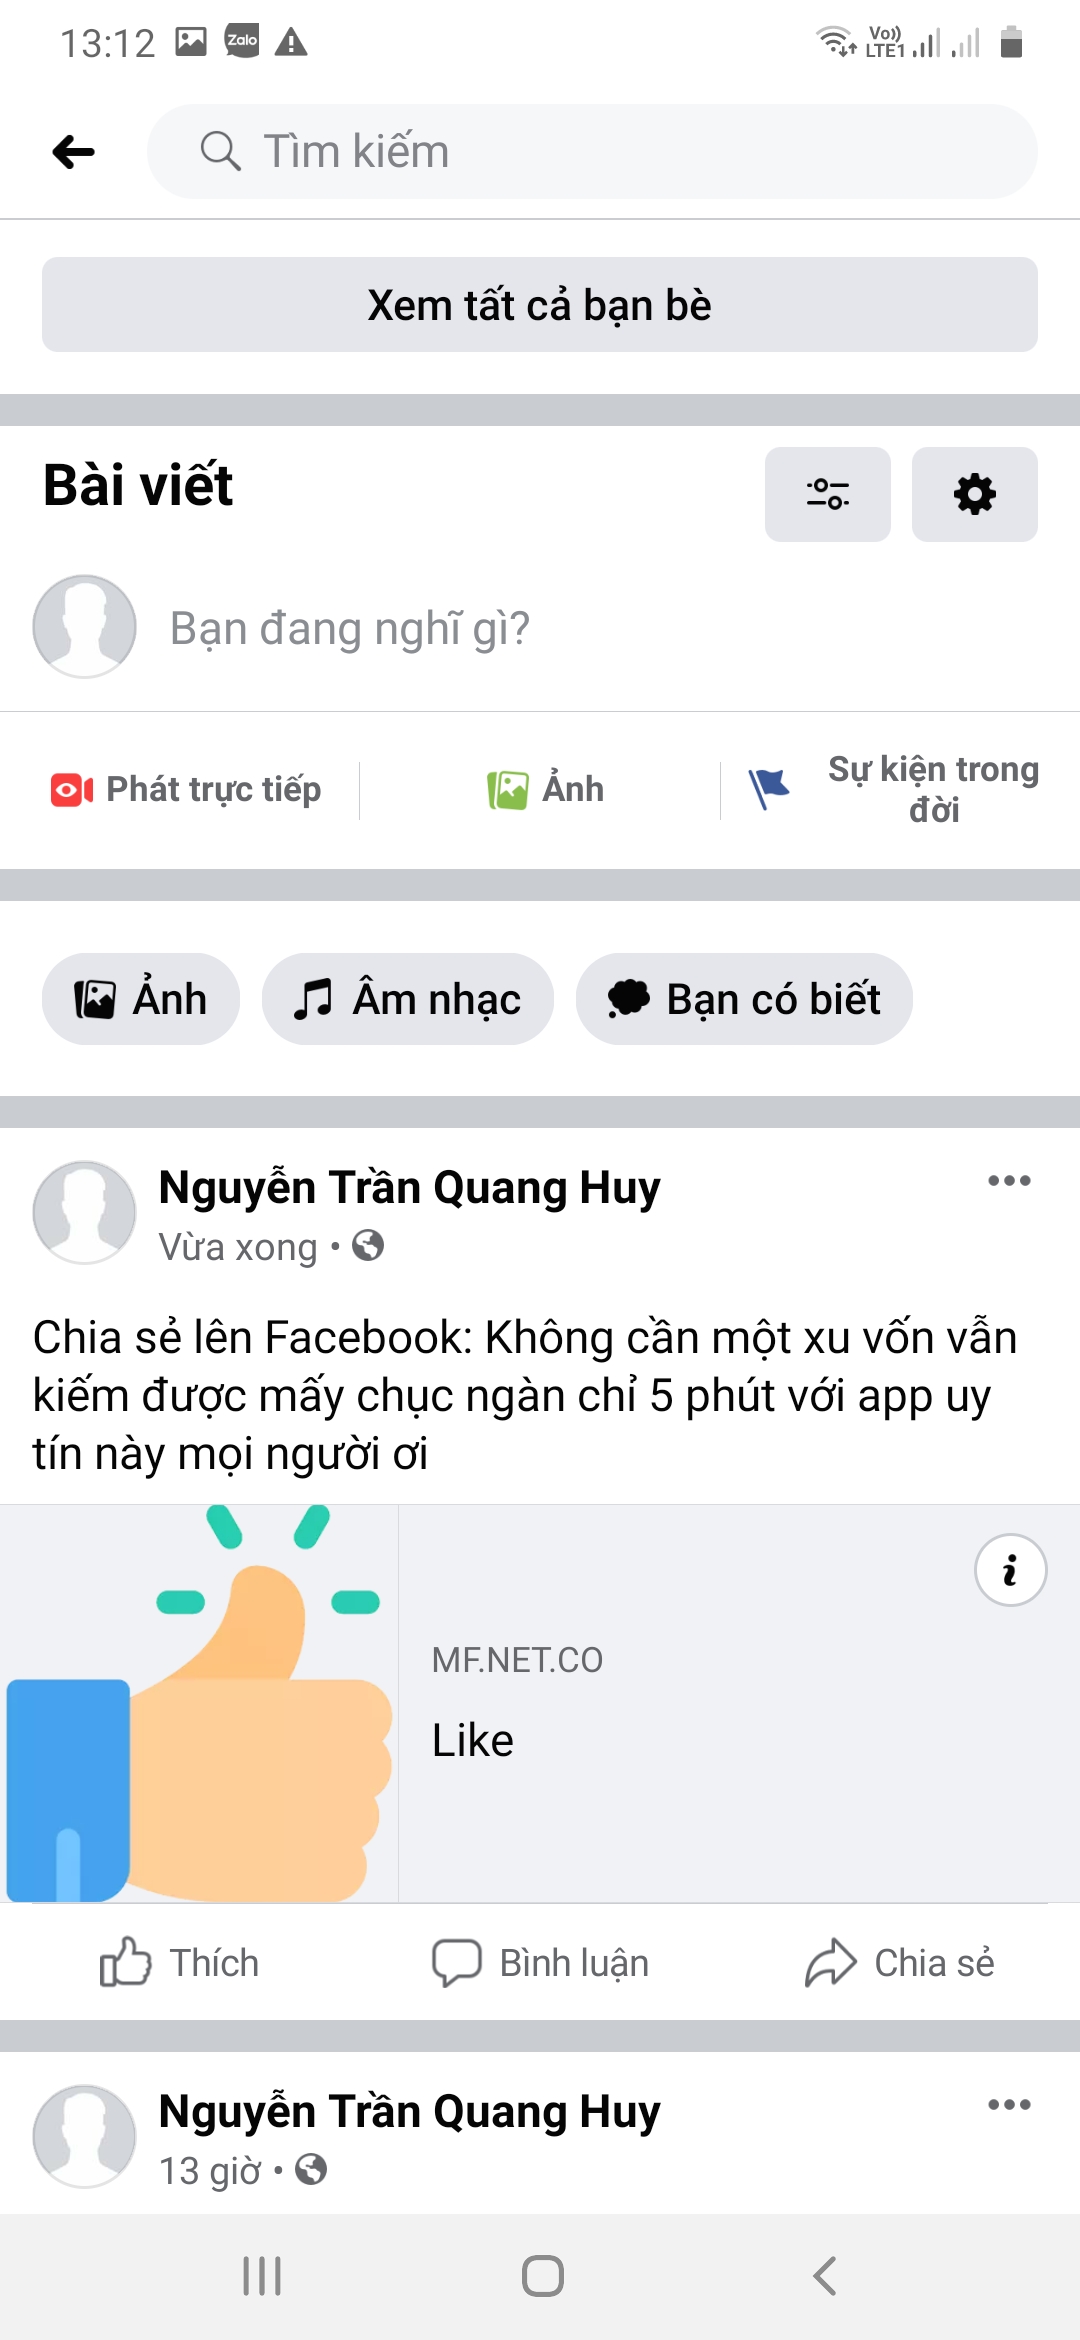 13:12 Zalo Vo)) LTE1
Tìm kiếm
Xem tất cả bạn bè
Bài viết
Bạn đang nghĩ gì?
Phát trực tiếp
Ảnh
Sự kiện trong
đời
Ảnh
Âm nhạc
Bạn có biết
Nguyễn Trần Quang Huy
Vừa xong •
Chia sẻ lên Facebook: Không cần một xu vốn vẫn
kiếm được mấy chục ngàn chỉ 5 phút với app uy
tín này mọi người ơi
MF.NET.CO
Like
Thích
Bình luận
Chia sẻ
Nguyễn Trần Quang Huy
13 giờ •